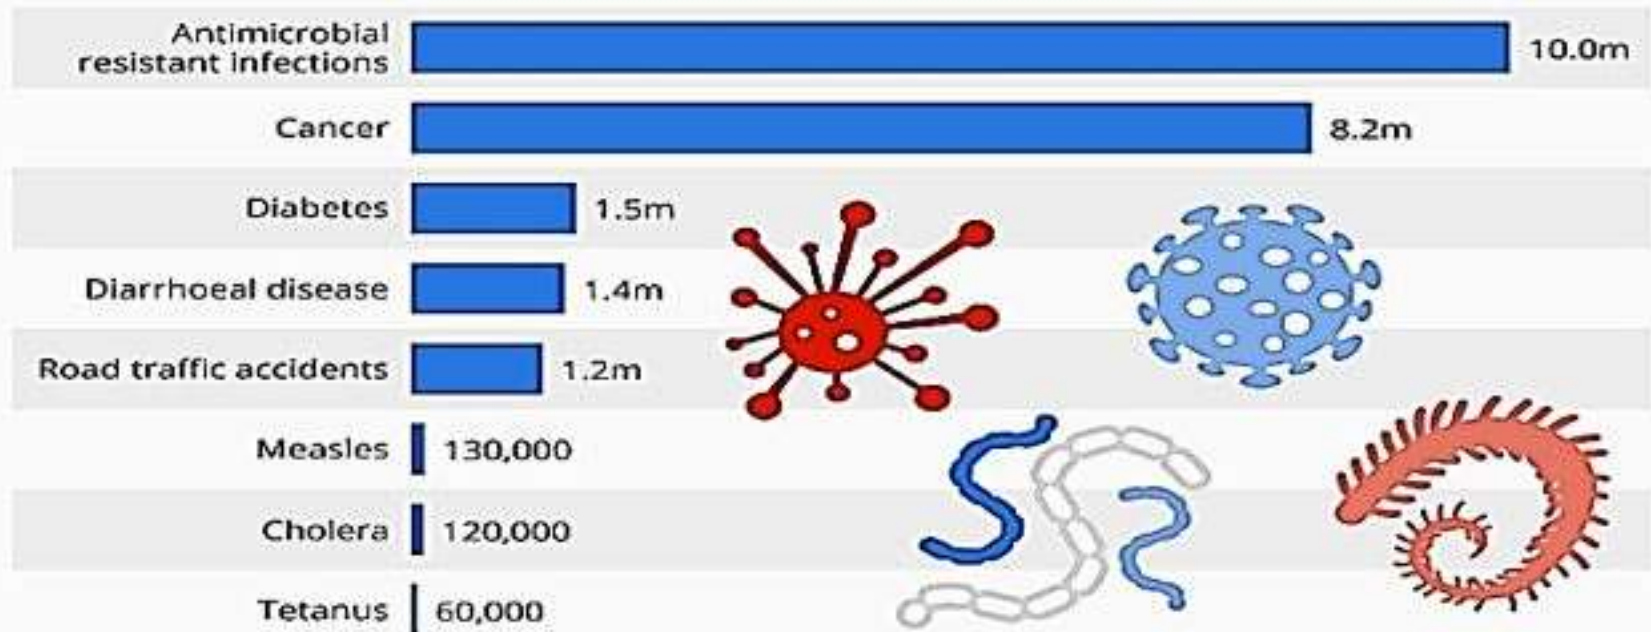 Antimicrobial
resistant infections
10.0m
Cancer
8.2m
Diabetes
1.5m
Diarrhoeal disease
1.4m
Road traffic accidents
1.2m
Measles
130,000
Cholera
120,000
Tetanus
60,000